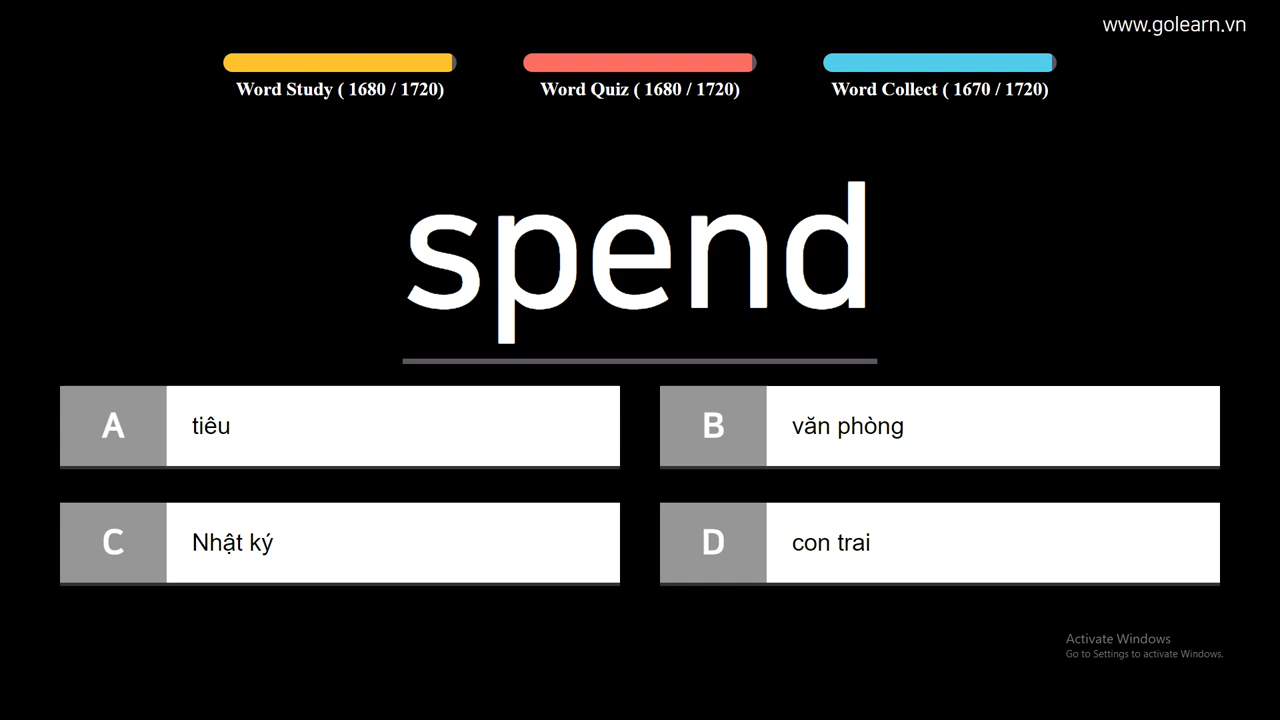 www.golearn.vn
Word Study ( 1680 / 1720)
Word Quiz ( 1680 / 1720)
Word Collect ( 1670 / 1720)
spend
A
tiêu
B
văn phòng
C
Nhật ký
D
con trai
Activate Windows
Go to Settings to activate Windows.